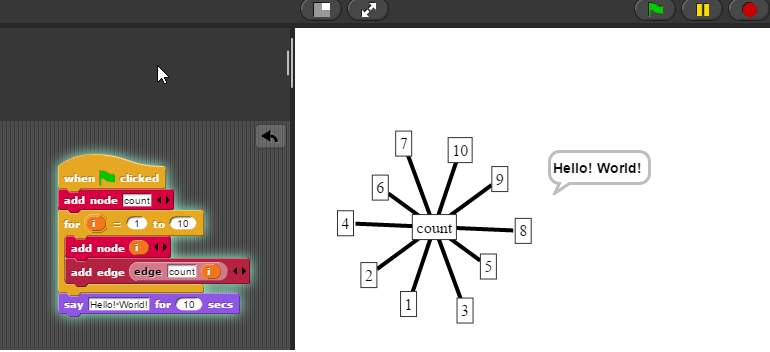 when clicked
add node count
for i = 1 to 10
add node i
add edge edge count i
say Hello!*World! for 10 secs
7
10
6
9
4
count
8
2
5
1
3
Hello! World!